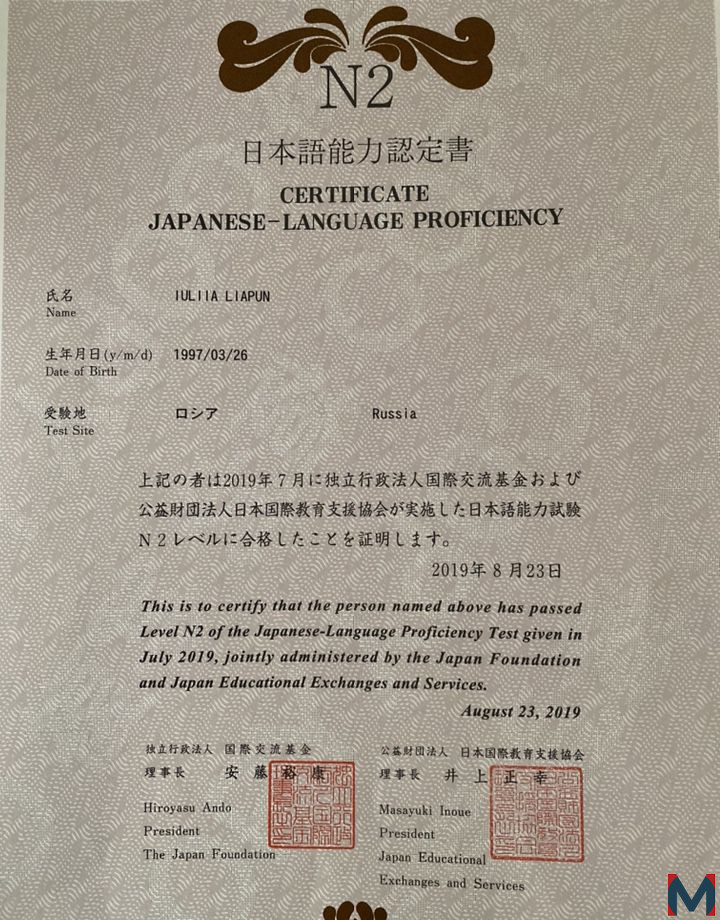 N2
日本語能力認定書
CERTIFICATE
JAPANESE-LANGUAGE PROFICIENCY
氏名 IULIIA LIAPUN
Name
生年月日(y/m/d) 1997/03/26
Date of Birth
受験地 ロシア Russia
Test Site
上記の者は2019年7月に独立行政法人国際交流基金および
公益財団法人日本国際教育支援協会が実施した日本語能力試験
N2レベルに合格したことを証明します。
2019年8月23日
This is to certify that the person named above has passed
Level N2 of the Japanese-Language Proficiency Test given in
July 2019, jointly administered by the Japan Foundation
and Japan Educational Exchanges and Services.
August 23, 2019
独立行政法人 国際交流基金
理事長 安藤裕康
Hiroyasu Ando
President
The Japan Foundation
公益財団法人 日本国際教育支援協会
理事長 井上正幸
Masayuki Inoue
President
Japan Educational
Exchanges and Services
M